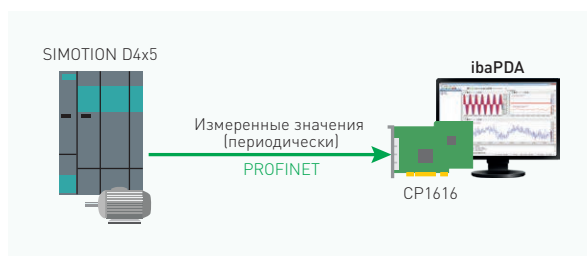 SIMOTION D4x5
ibaPDA
Измеренные значения
(периодически)
PROFINET
CP1616